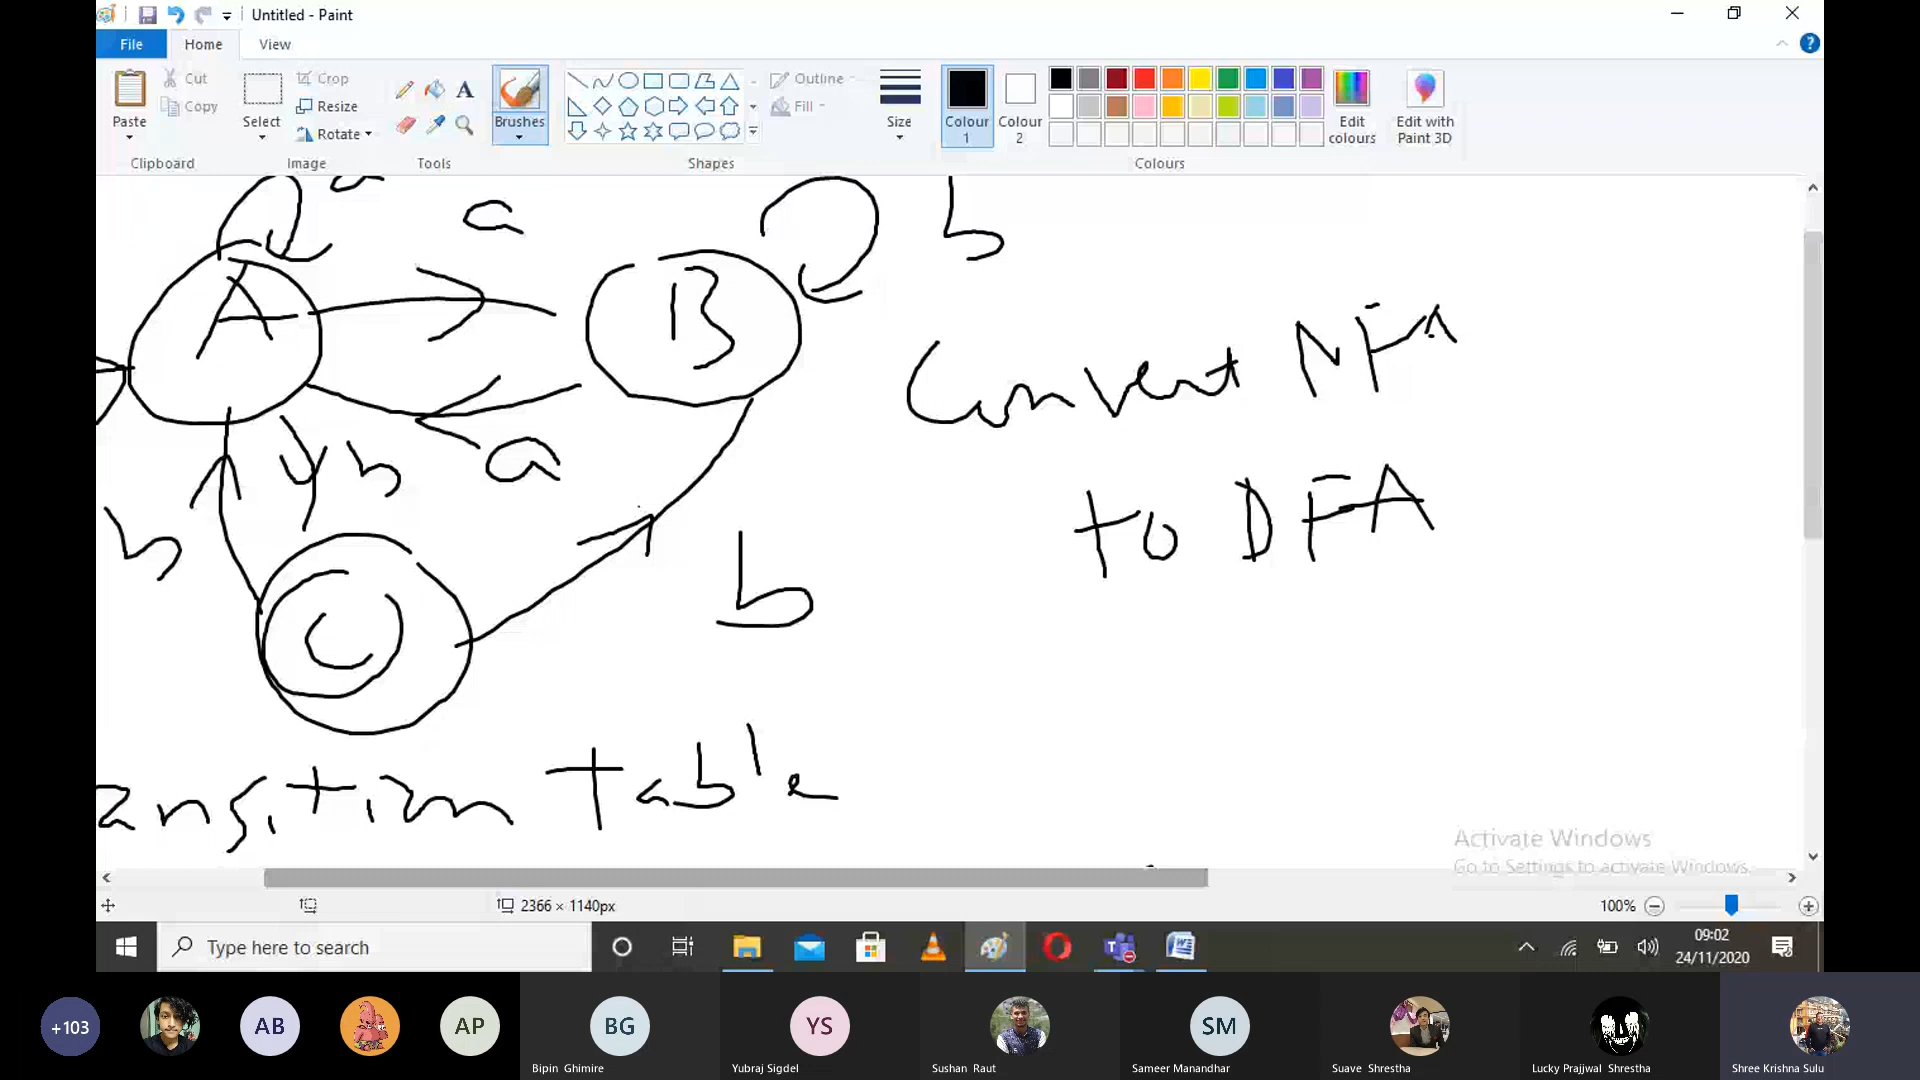 Untitled - Paint
File Home View
Paste
Cut
Copy
Clipboard
Select
Crop
Resize
Rotate
Image
Tools
Brushes
Shapes
Outline
Fill
Size
Colour 1
Colour 2
Colours
Edit colours
Edit with Paint 3D
a
a
b
A
B
Convert NFA
to DFA
a
b
b
C
b
ansition table
Activate Windows
Go to Settings to activate Windows.
2366 × 1140px
100%
Type here to search
09:02
24/11/2020
+103
AB
AP
BG
Bipin Ghimire
YS
Yubraj Sigdel
Sushan Raut
SM
Sameer Manandhar
Suave Shrestha
Lucky Prajjwal Shrestha
Shree Krishna Sulu